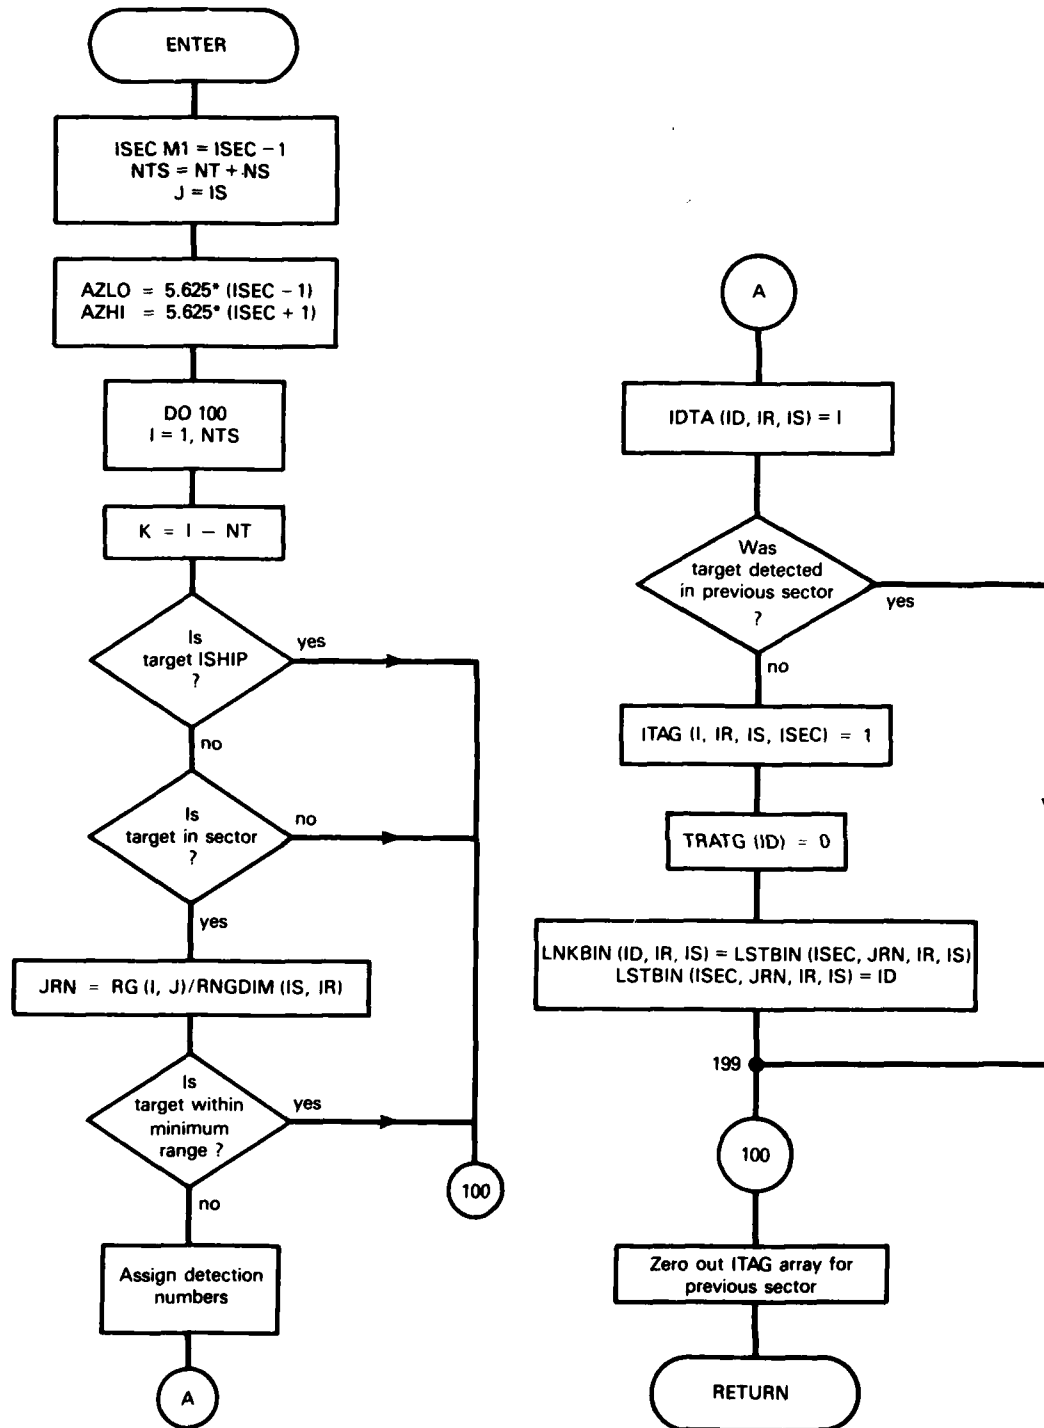 ENTER
ISEC M1 = ISEC – 1
NTS = NT + NS
J = IS
AZLO = 5.625* (ISEC – 1)
AZHI = 5.625* (ISEC + 1)
DO 100
I = 1, NTS
K = I – NT
Is
target ISHIP
?
yes
no
Is
target in sector
?
no
yes
JRN = RG (I, J)/RNGDIM (IS, IR)
Is
target within
minimum
range ?
yes
100
no
Assign detection
numbers
A
A
IDTA (ID, IR, IS) = I
Was
target detected
in previous sector
?
yes
no
ITAG (I, IR, IS, ISEC) = 1
TRATG (ID) = 0
LNKBIN (ID, IR, IS) = LSTBIN (ISEC, JRN, IR, IS)
LSTBIN (ISEC, JRN, IR, IS) = ID
199
100
Zero out ITAG array for
previous sector
RETURN